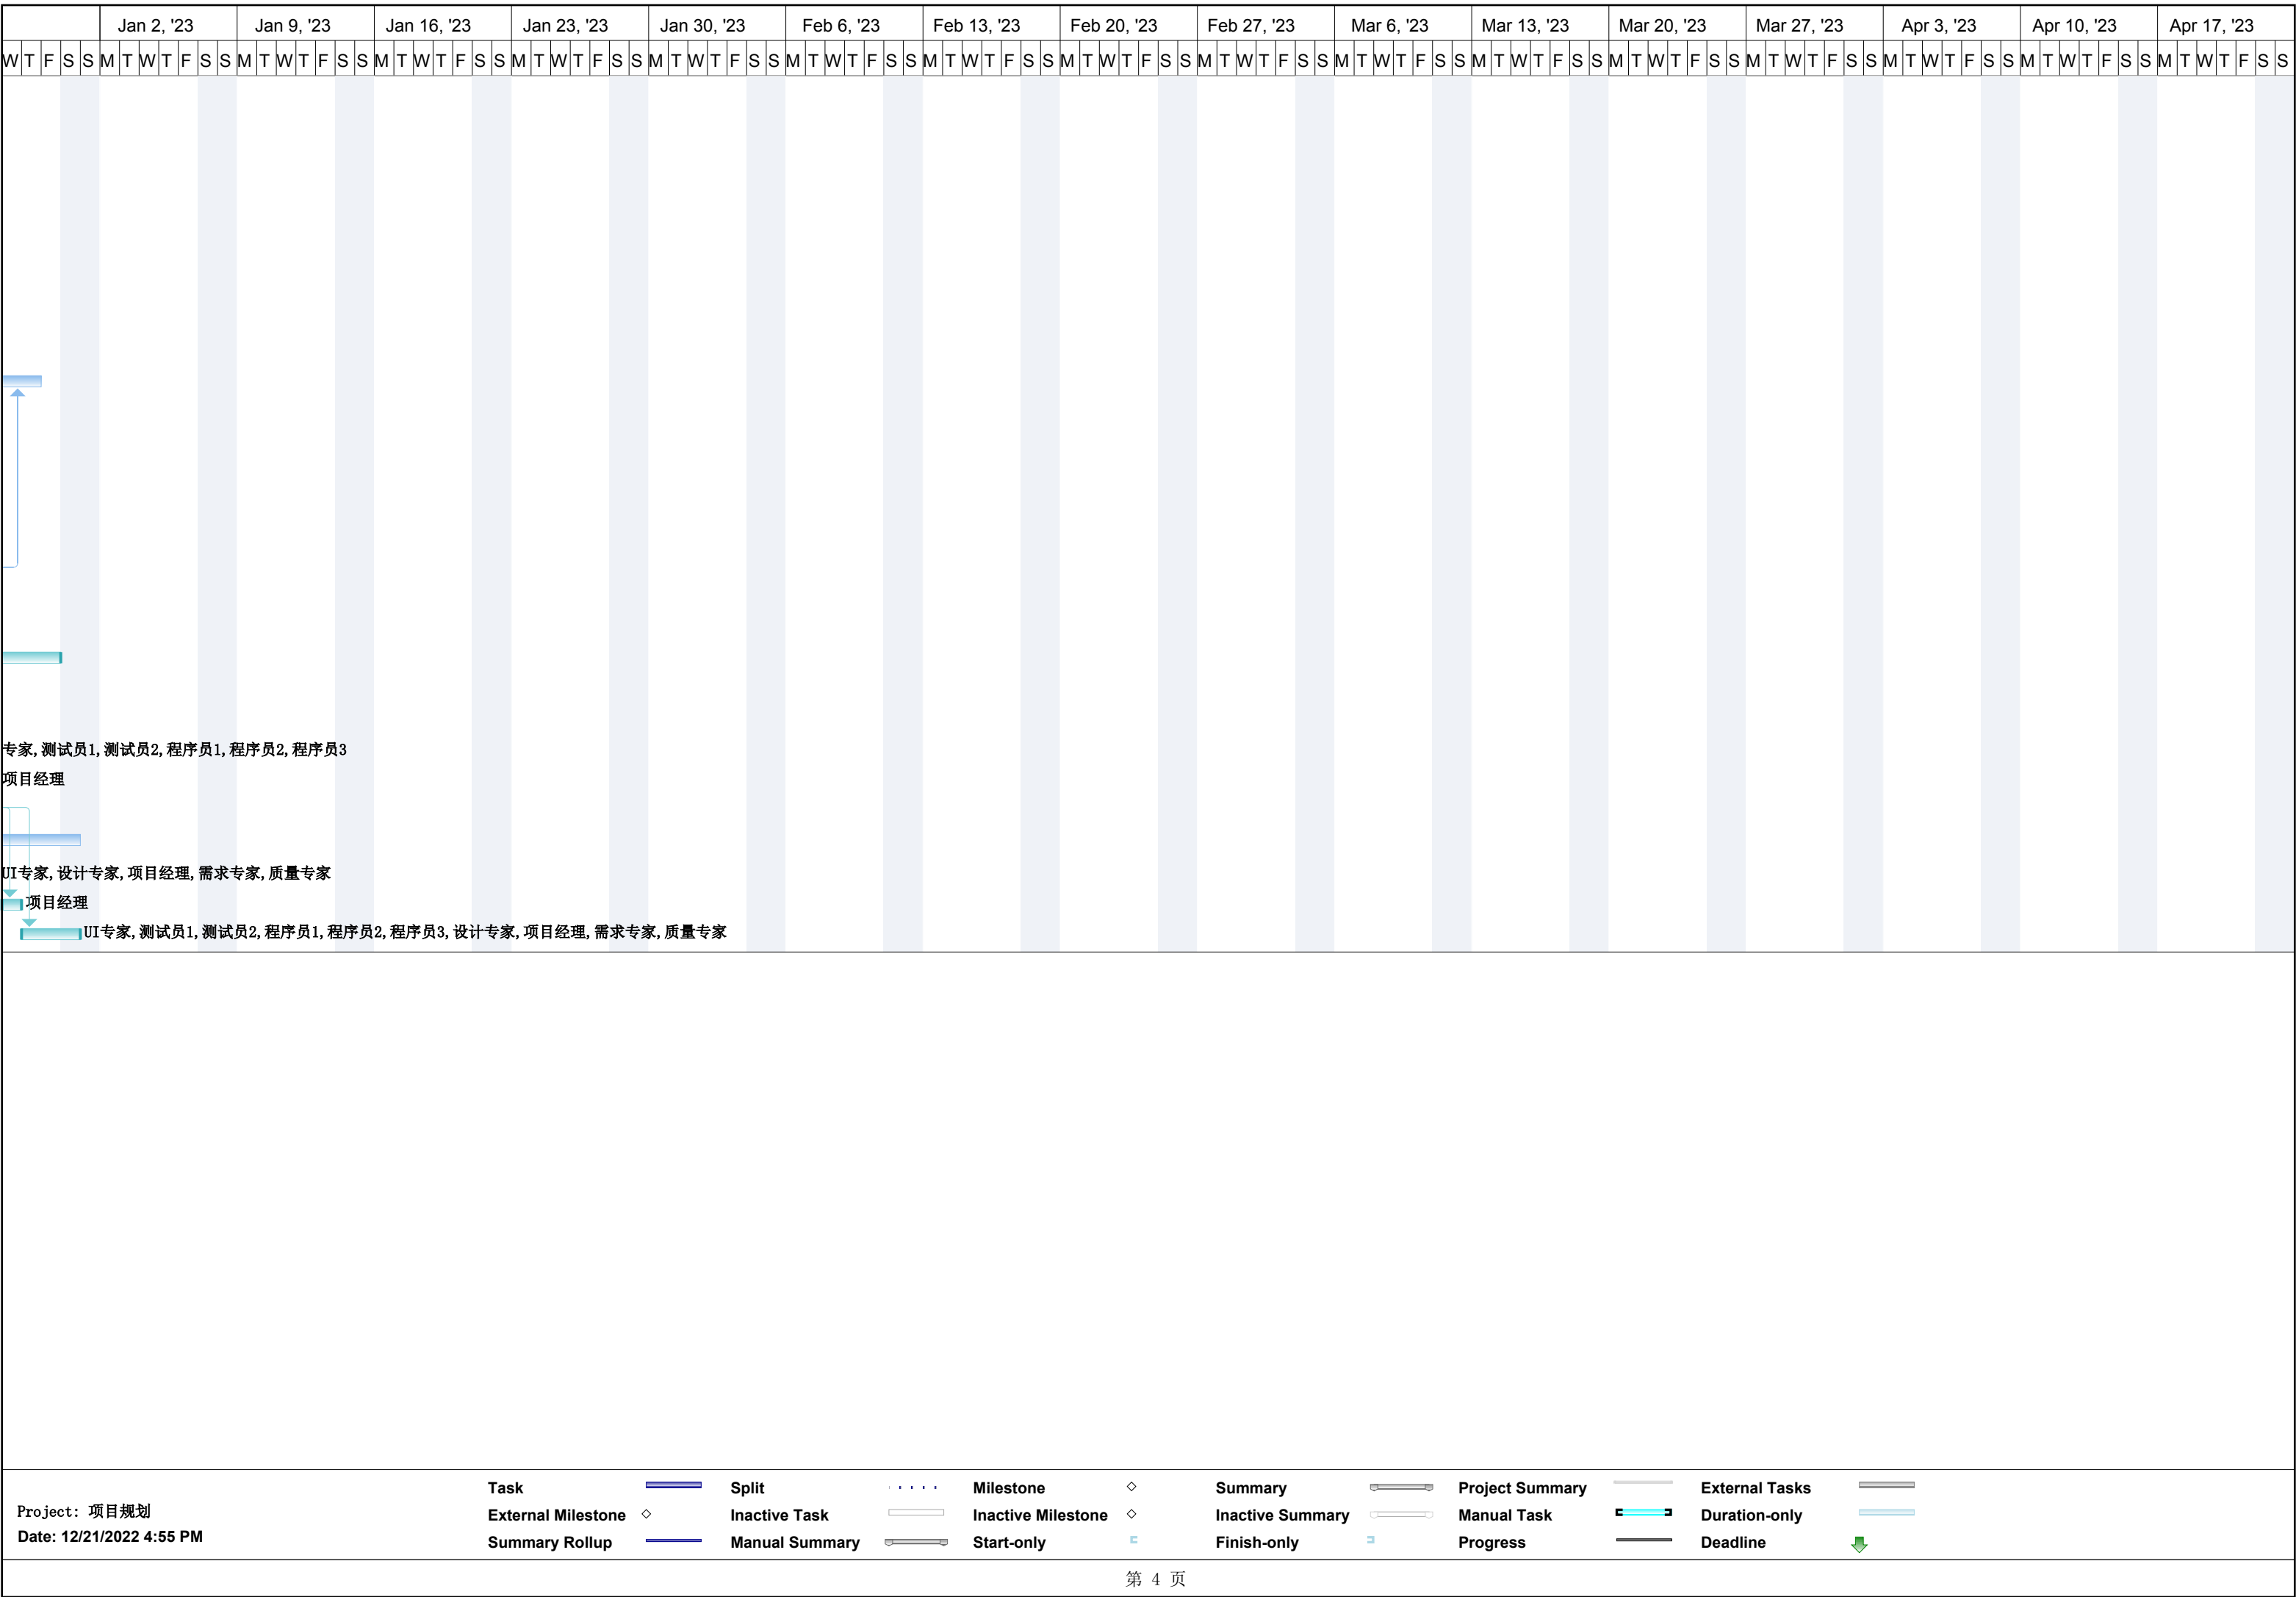 Jan 2, '23 Jan 9, '23 Jan 16, '23 Jan 23, '23 Jan 30, '23 Feb 6, '23 Feb 13, '23 Feb 20, '23 Feb 27, '23 Mar 6, '23 Mar 13, '23 Mar 20, '23 Mar 27, '23 Apr 3, '23 Apr 10, '23 Apr 17, '23
W T F S S M T W T F S S M T W T F S S M T W T F S S M T W T F S S M T W T F S S M T W T F S S M T W T F S S M T W T F S S M T W T F S S M T W T F S S M T W T F S S M T W T F S S M T W T F S S M T W T F S S M T W T F S S M T W T F S S
专家,测试员1,测试员2,程序员1,程序员2,程序员3
项目经理
UI专家,设计专家,项目经理,需求专家,质量专家
项目经理
UI专家,测试员1,测试员2,程序员1,程序员2,程序员3,设计专家,项目经理,需求专家,质量专家
Project: 项目规划
Date: 12/21/2022 4:55 PM
Task Split Milestone Summary Project Summary External Tasks
External Milestone Inactive Task Inactive Milestone Inactive Summary Manual Task Duration-only
Summary Rollup Manual Summary Start-only Finish-only Progress Deadline
第 4 页